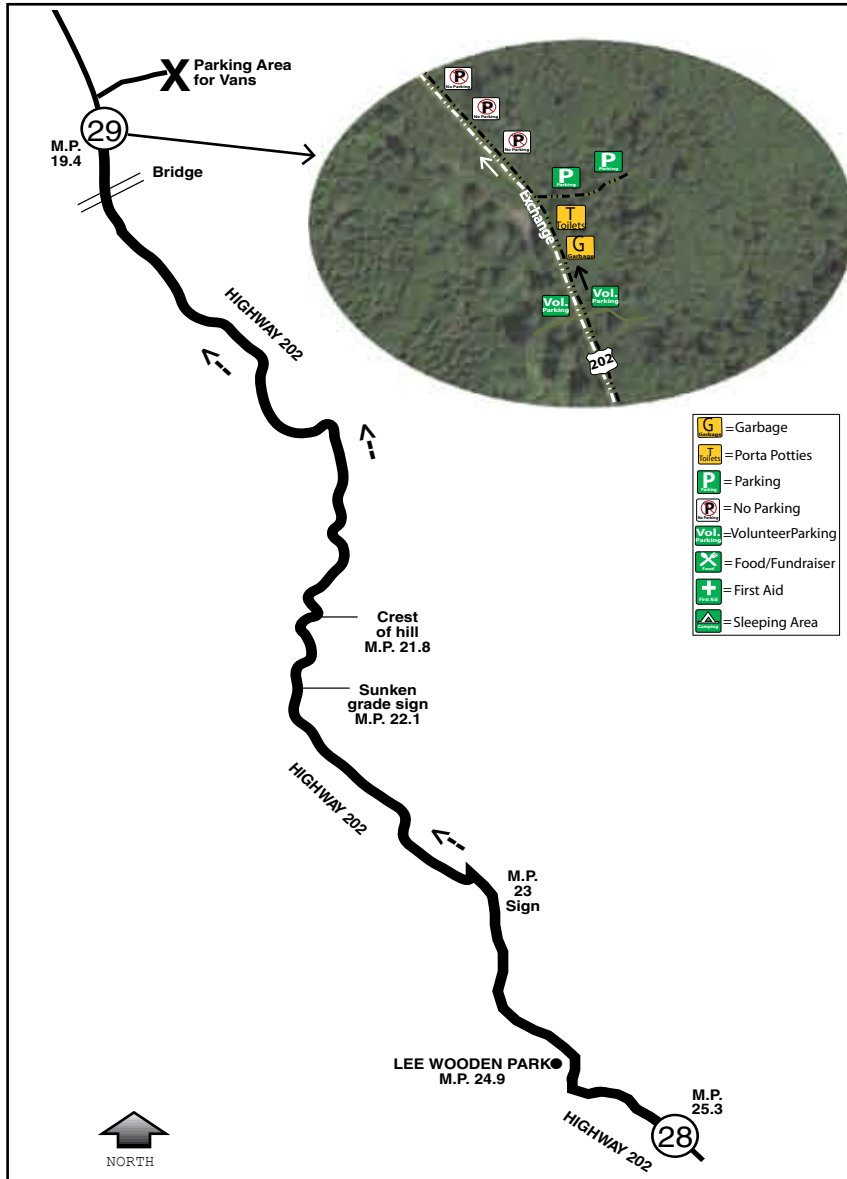 Parking Area
for Vans
29
M.P.
19.4
Bridge
HIGHWAY 202
P
No Parking
P
No Parking
P
No Parking
P
Parking
P
Parking
Exchange
T
Toilets
G
Garbage
Vol.
Parking
Vol.
Parking
202
G
Garbage
=Garbage
T
Toilets
=Porta Potties
P
Parking
=Parking
P
No Parking
=No Parking
Vol.
Parking
=VolunteerParking
Food
=Food/Fundraiser
First Aid
=First Aid
Camping
=Sleeping Area
Crest
of hill
M.P. 21.8
Sunken
grade sign
M.P. 22.1
HIGHWAY 202
M.P.
23
Sign
LEE WOODEN PARK
M.P. 24.9
M.P.
25.3
28
HIGHWAY 202
NORTH